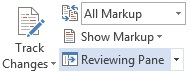 All Markup
Track Changes
Show Markup
Reviewing Pane